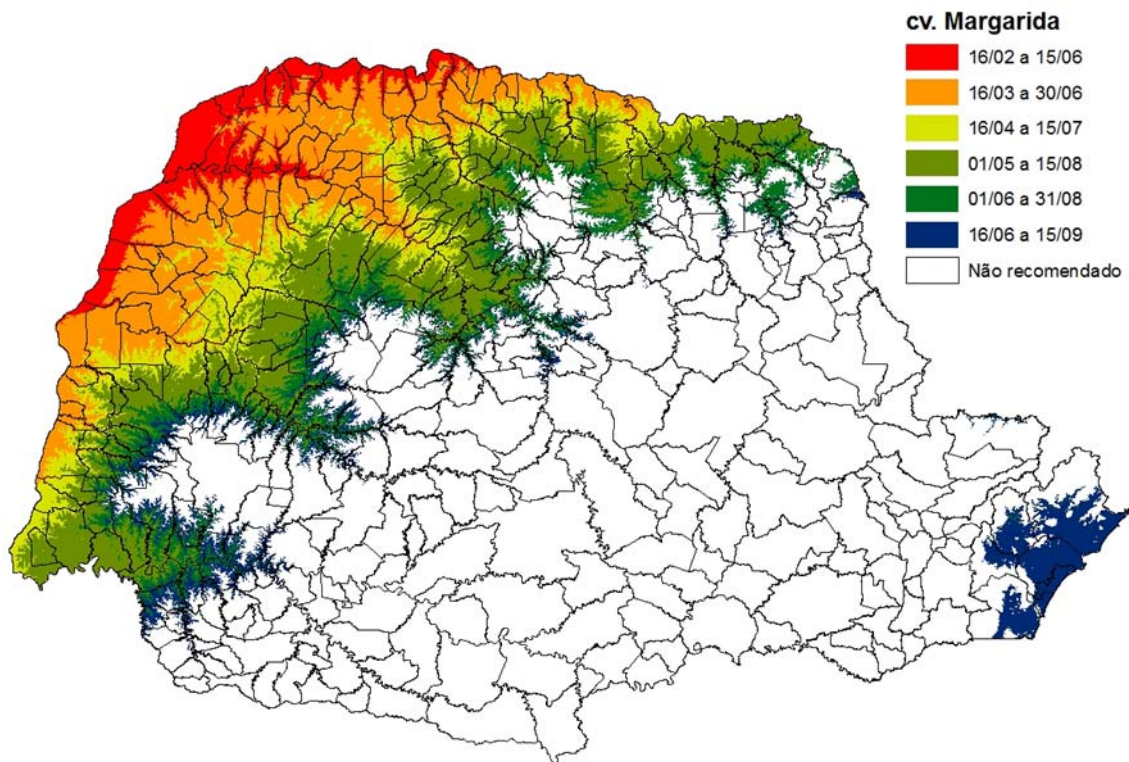 cv. Margarida
16/02 a 15/06
16/03 a 30/06
16/04 a 15/07
01/05 a 15/08
01/06 a 31/08
16/06 a 15/09
Não recomendado